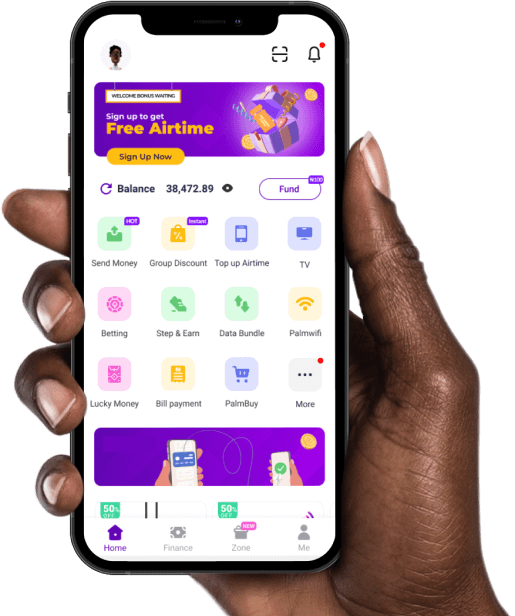 WELCOME BONUS WAITING
Sign up to get
Free Airtime
Sign Up Now
Balance 38,472.89
Fund
N100
HOT
Instant
Send Money
Group Discount
Top up Airtime
TV
Betting
Step & Earn
Data Bundle
Palmwifi
Lucky Money
Bill payment
PalmBuy
More
50%
OFF
50%
OFF
NEW
Home
Finance
Zone
Me